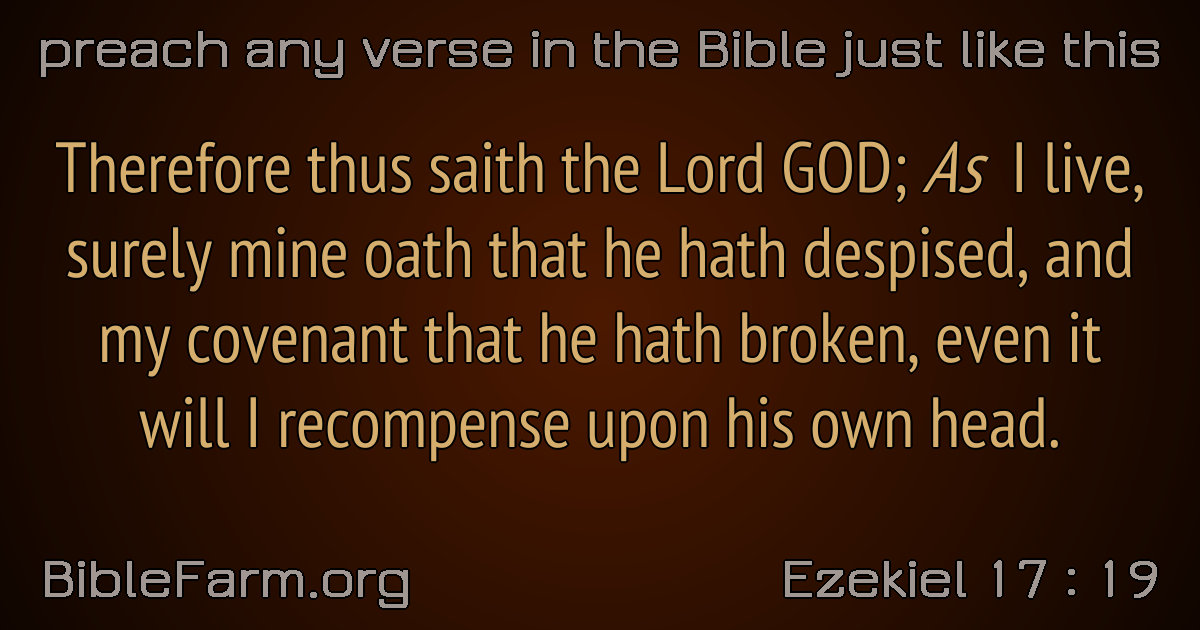 preach any verse in the Bible just like this
Therefore thus saith the Lord GOD; As I live,
surely mine oath that he hath despised, and
my covenant that he hath broken, even it
will I recompense upon his own head.
BibleFarm.org
Ezekiel 17 : 19